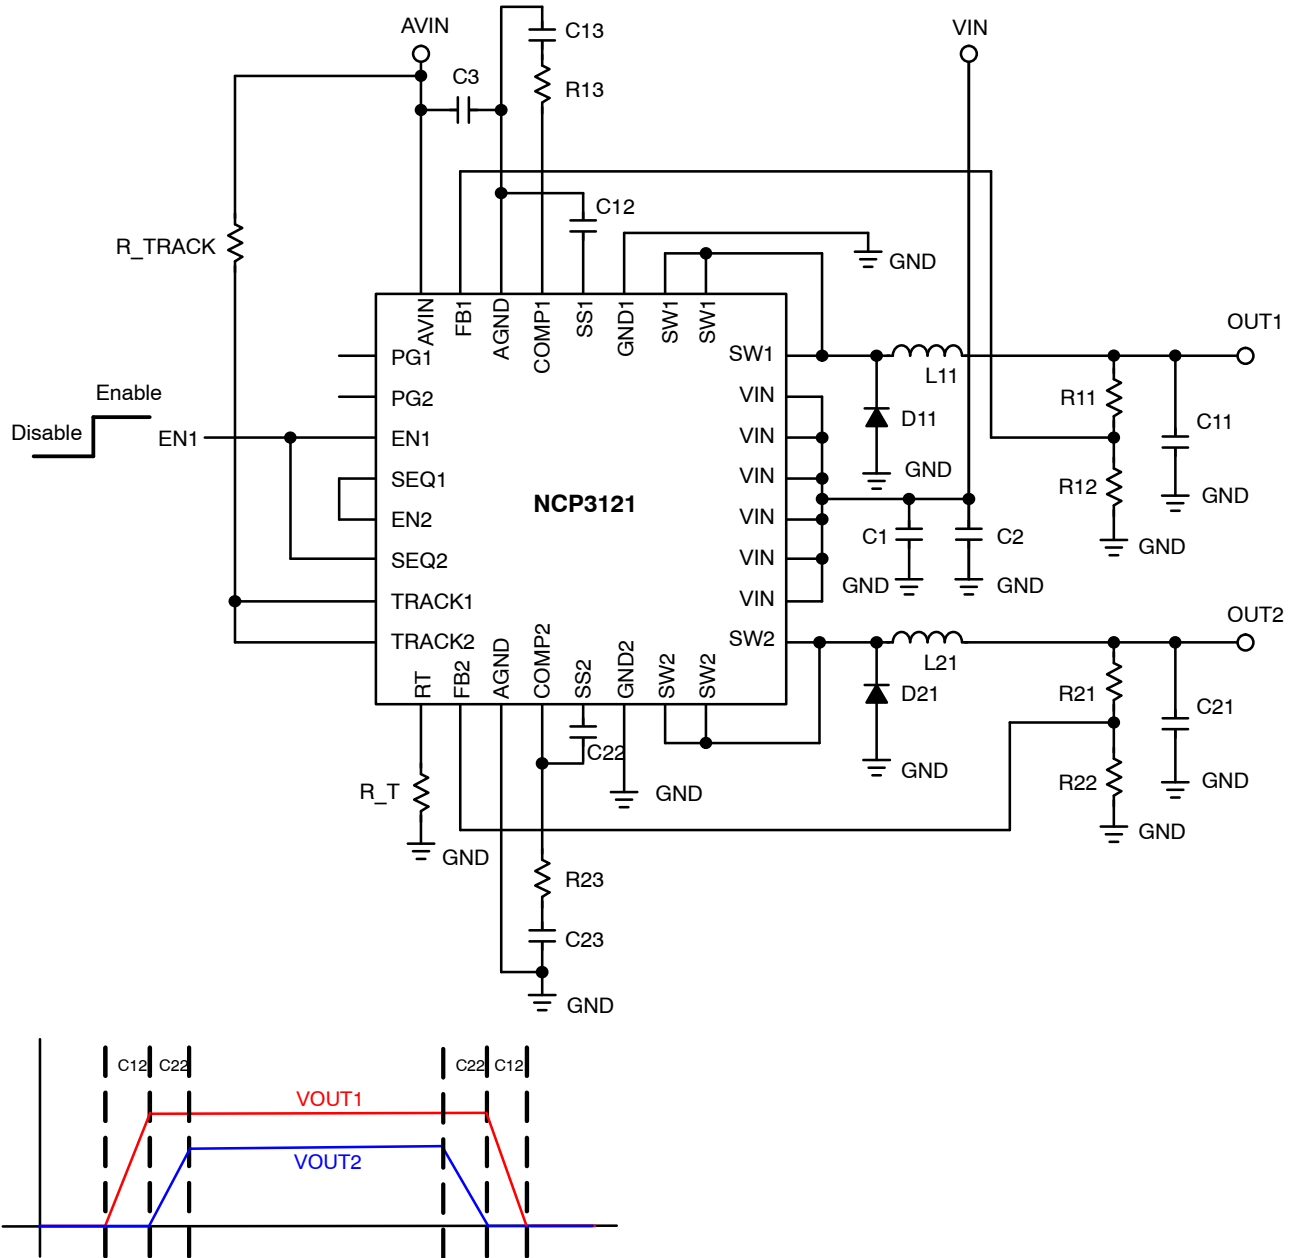 AVIN
C13
VIN
C3
R13
C12
R_TRACK
GND
AVIN
FB1
AGND
COMP1
SS1
GND1
SW1
SW1
OUT1
PG1
SW1
L11
Enable
PG2
VIN
R11
D11
C11
Disable
EN1
EN1
VIN
GND
SEQ1
VIN
R12
GND
NCP3121
EN2
VIN
C1
C2
GND
SEQ2
VIN
GND
GND
TRACK1
VIN
OUT2
TRACK2
SW2
L21
RT
FB2
AGND
COMP2
SS2
GND2
SW2
SW2
D21
R21
C21
C22
GND
R22
GND
R_T
GND
GND
GND
R23
C23
GND
C12
C22
C22
C12
VOUT1
VOUT2